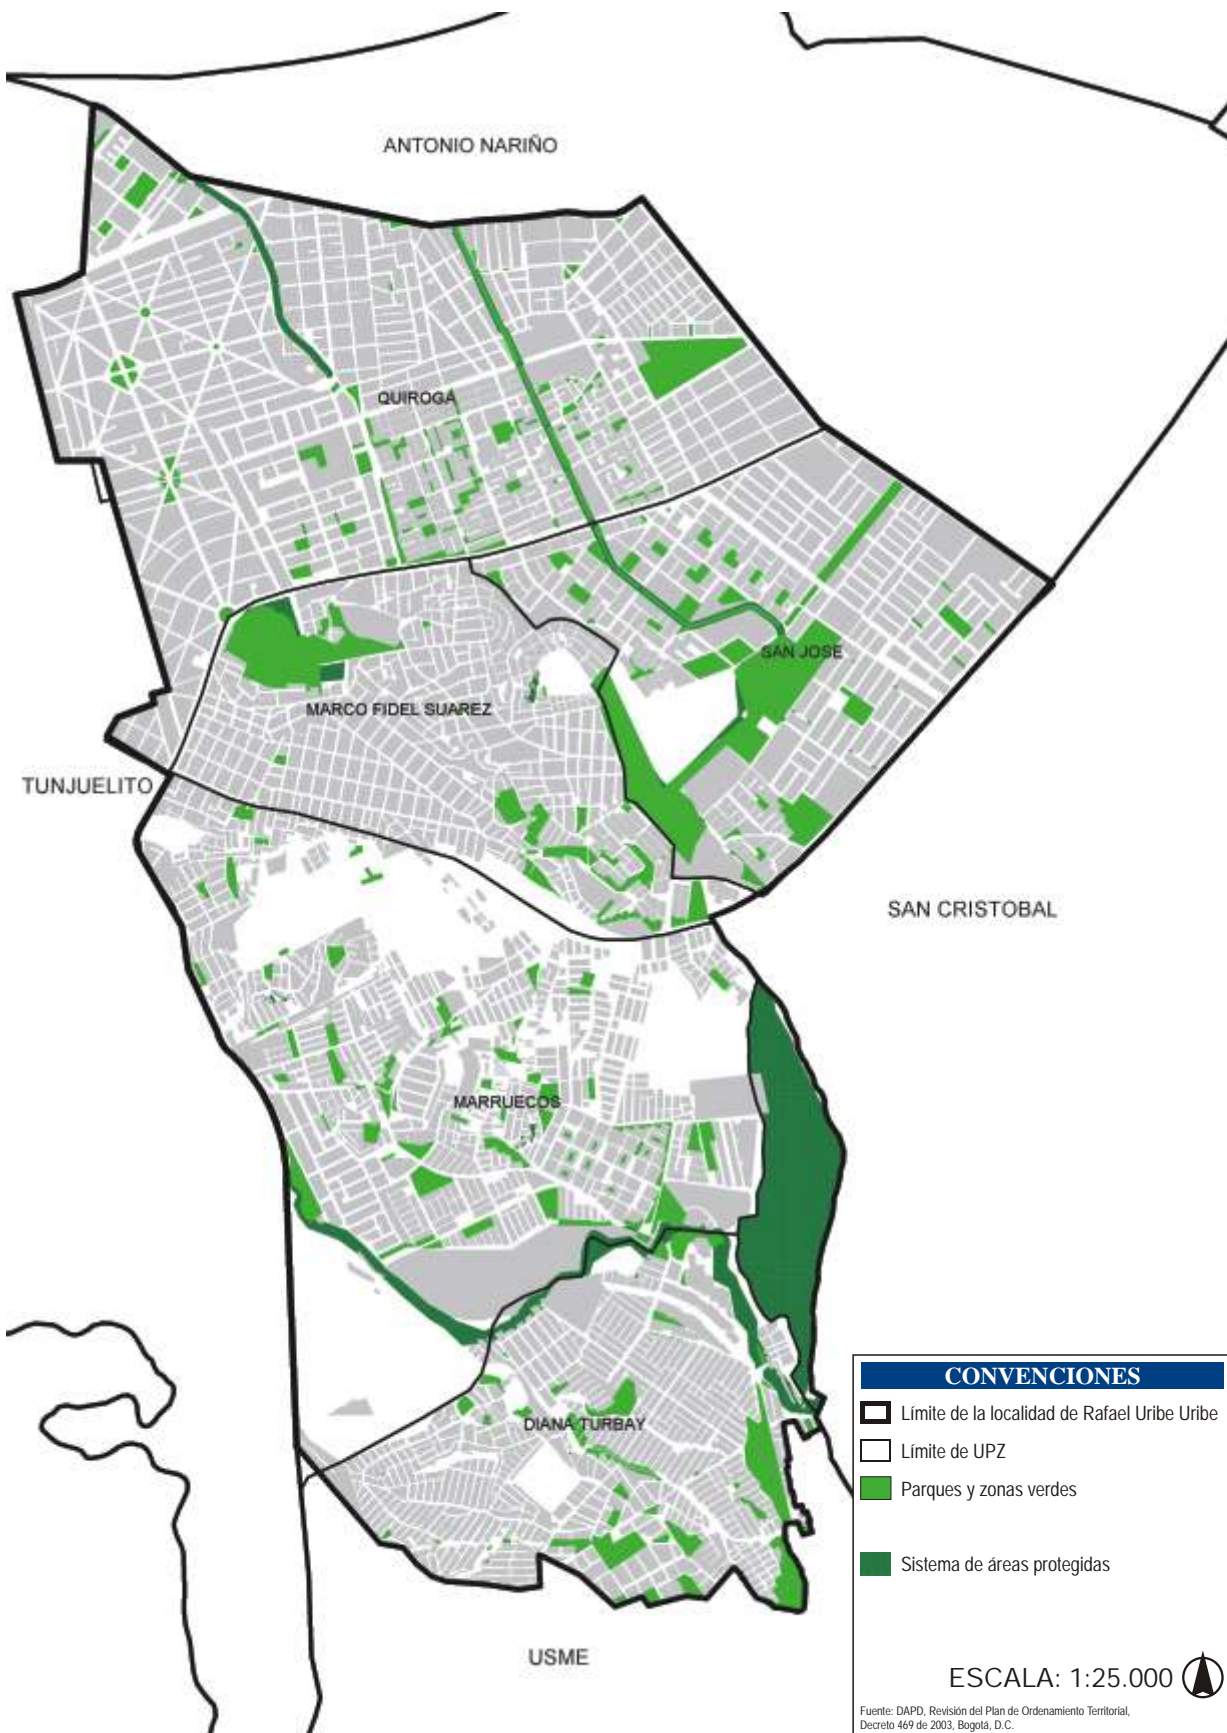 ANTONIO NARIÑO
QUIROGA
SAN JOSE
MARCO FIDEL SUAREZ
TUNJUELITO
SAN CRISTOBAL
MARRUECOS
DIANA TURBAY
USME
CONVENCIONES
Límite de la localidad de Rafael Uribe Uribe
Límite de UPZ
Parques y zonas verdes
Sistema de áreas protegidas
ESCALA: 1:25.000
Fuente: DAPD, Revisión del Plan de Ordenamiento Territorial,
Decreto 469 de 2003, Bogotá, D.C.